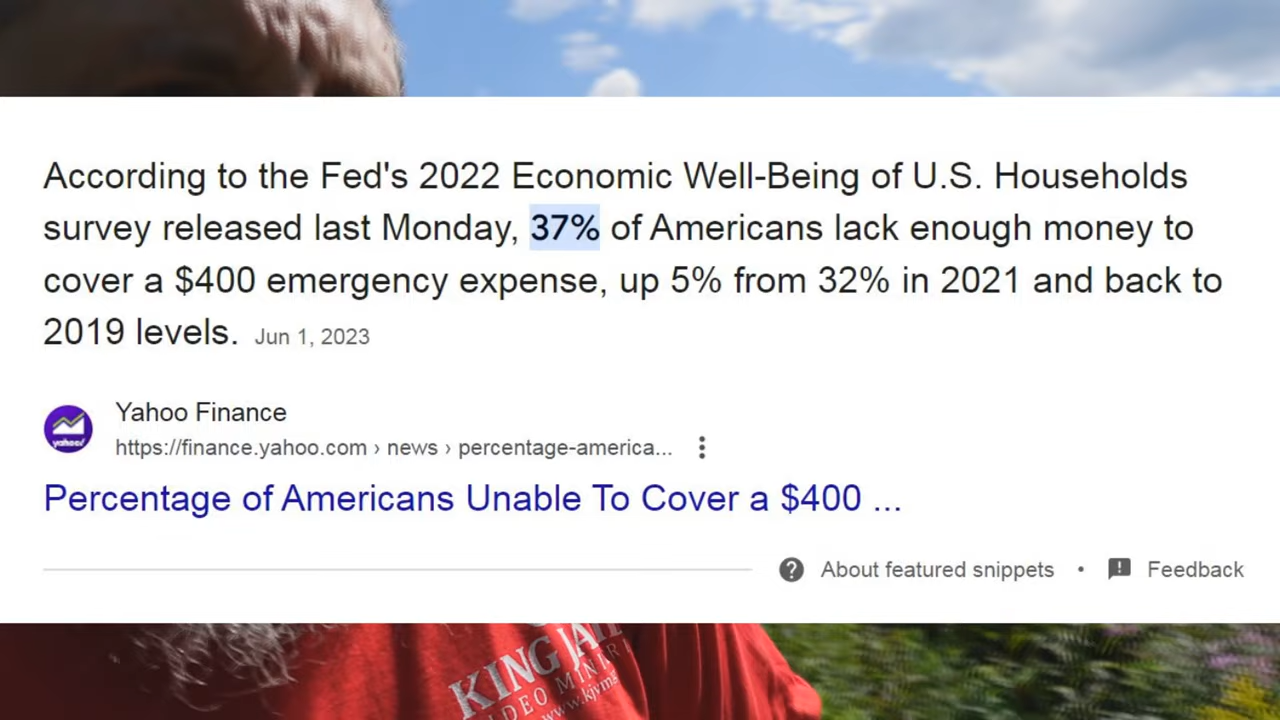 According to the Fed's 2022 Economic Well-Being of U.S. Households
survey released last Monday, 37% of Americans lack enough money to
cover a $400 emergency expense, up 5% from 32% in 2021 and back to
2019 levels. Jun 1, 2023
yahoo!
Yahoo Finance
https://finance.yahoo.com › news › percentage-america...
Percentage of Americans Unable To Cover a $400 ...
About featured snippets • Feedback
KING